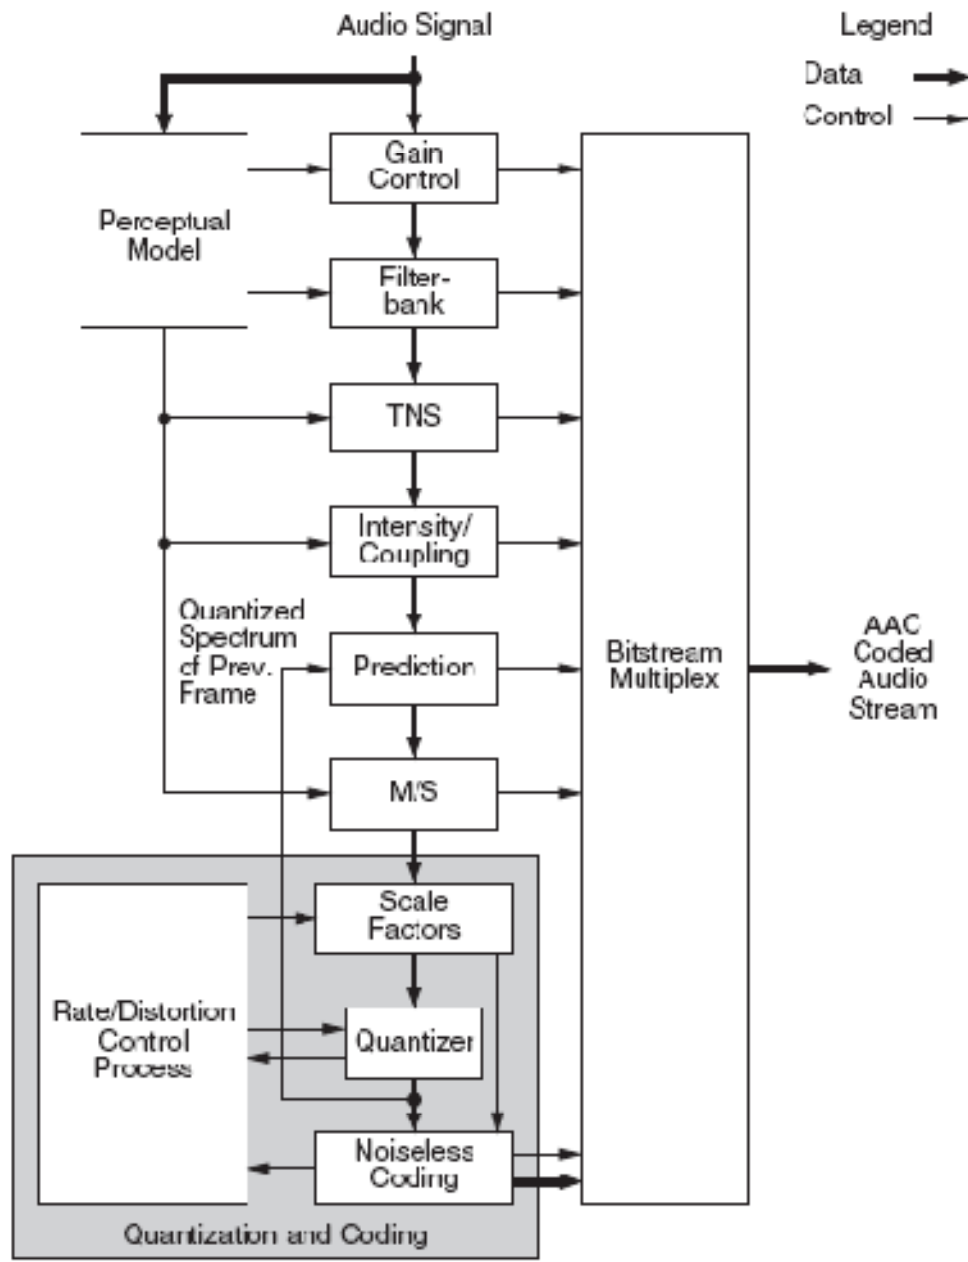 Audio Signal
Legend
Data
Control
Gain
Control
Perceptual
Model
Filter-
bank
TNS
Intensity/
Coupling
Quantized
Spectrum
of Prev.
Frame
Prediction
Bitstream
Multiplex
AAC
Coded
Audio
Stream
M/S
Scale
Factors
Rate/Distortion
Control
Process
Quantizer
Noiseless
Coding
Quantization and Coding